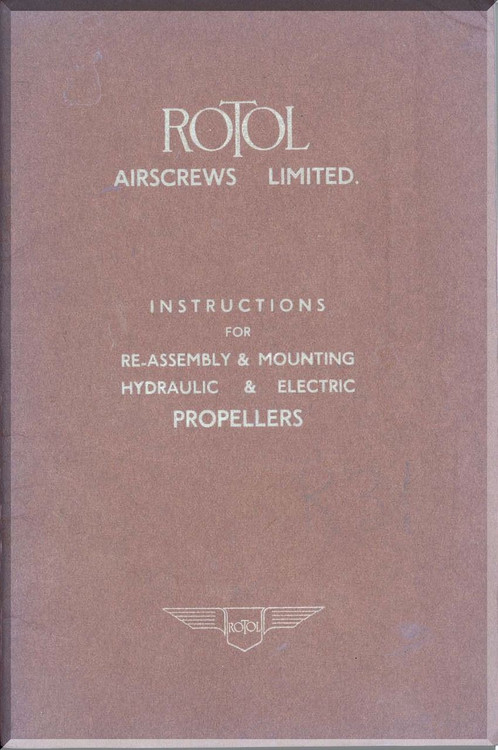 ROTOL
AIRSCREWS LIMITED.
INSTRUCTIONS
FOR
RE-ASSEMBLY & MOUNTING
HYDRAULIC & ELECTRIC
PROPELLERS
ROTOL